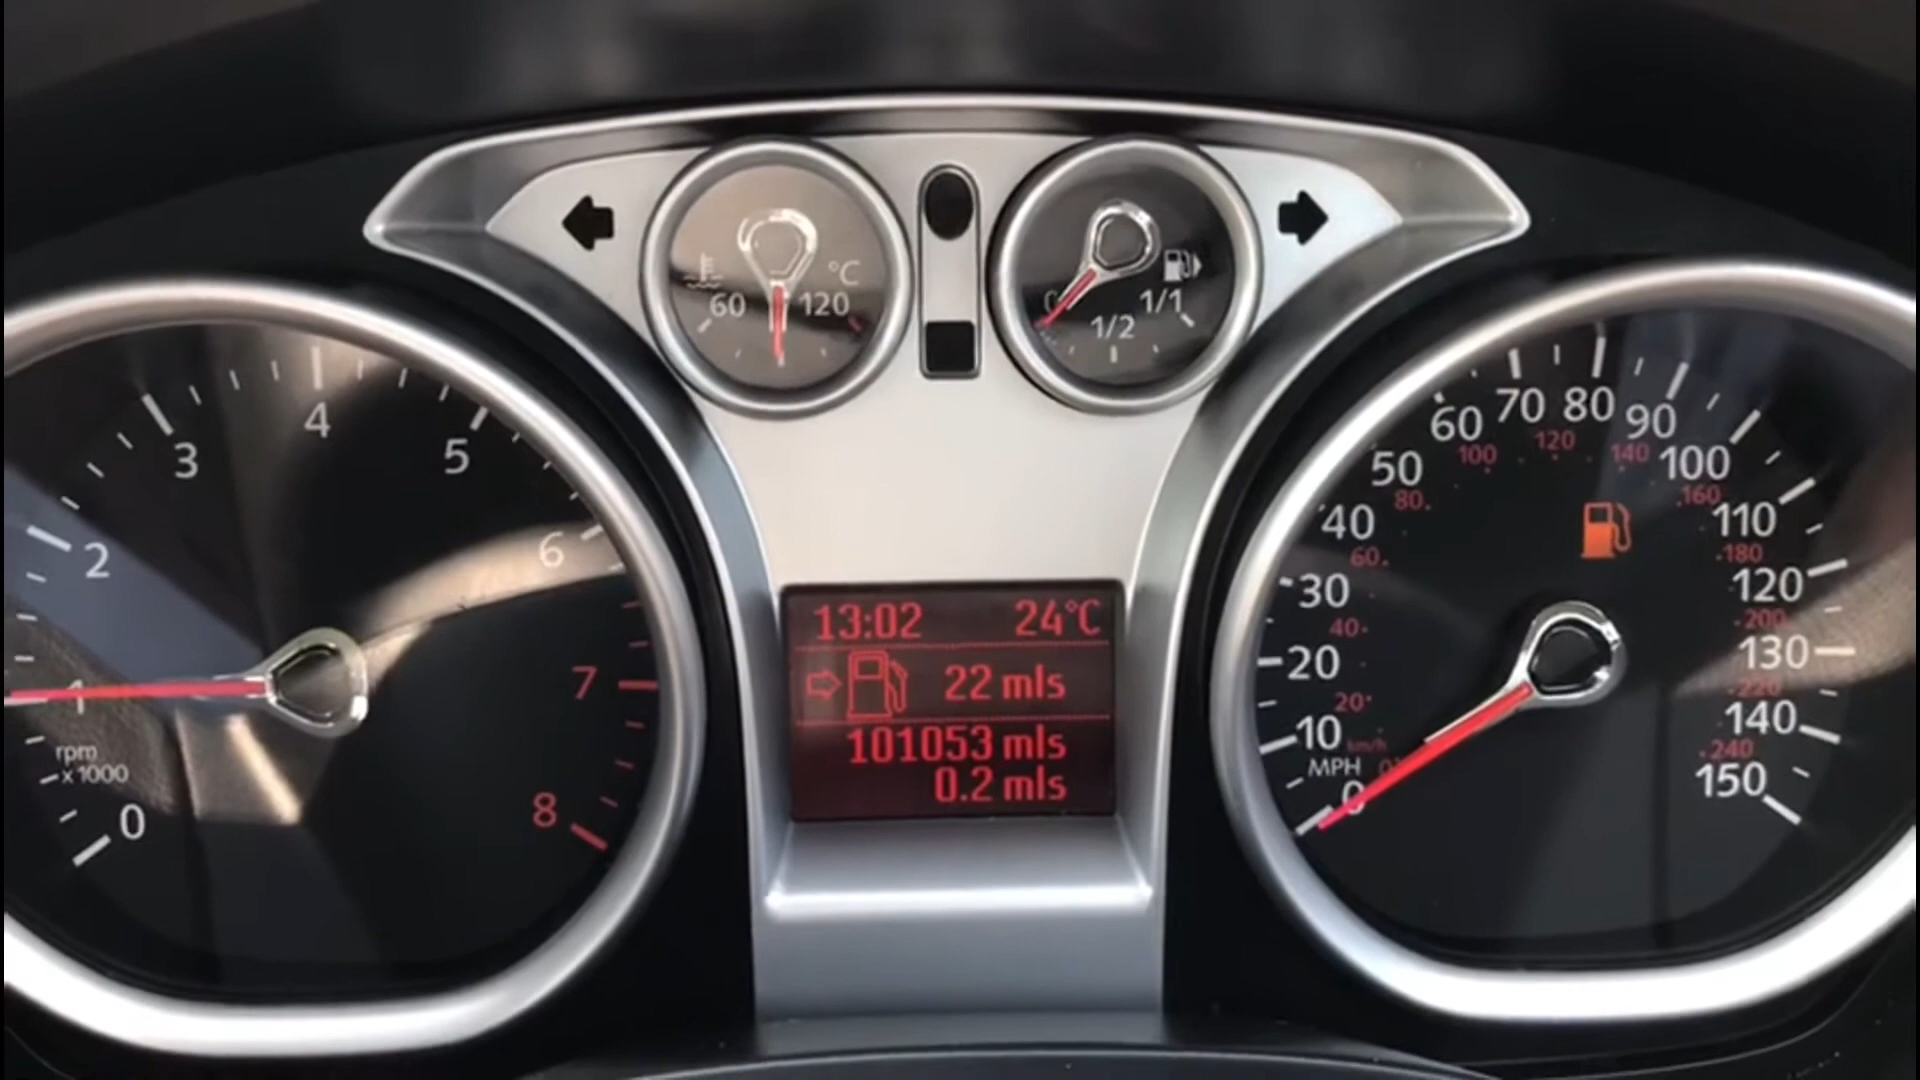 60 120 °C
0 1/2 1/1
0 1 2 3 4 5 6 7 8
rpm
x1000
0 10 20 30 40 50 60 70 80 90 100 110 120 130 140 150
MPH
km/h
0 20 40 60 80 100 120 140 160 180 200 220 240
13:02 24°C
22 mls
101053 mls
0.2 mls